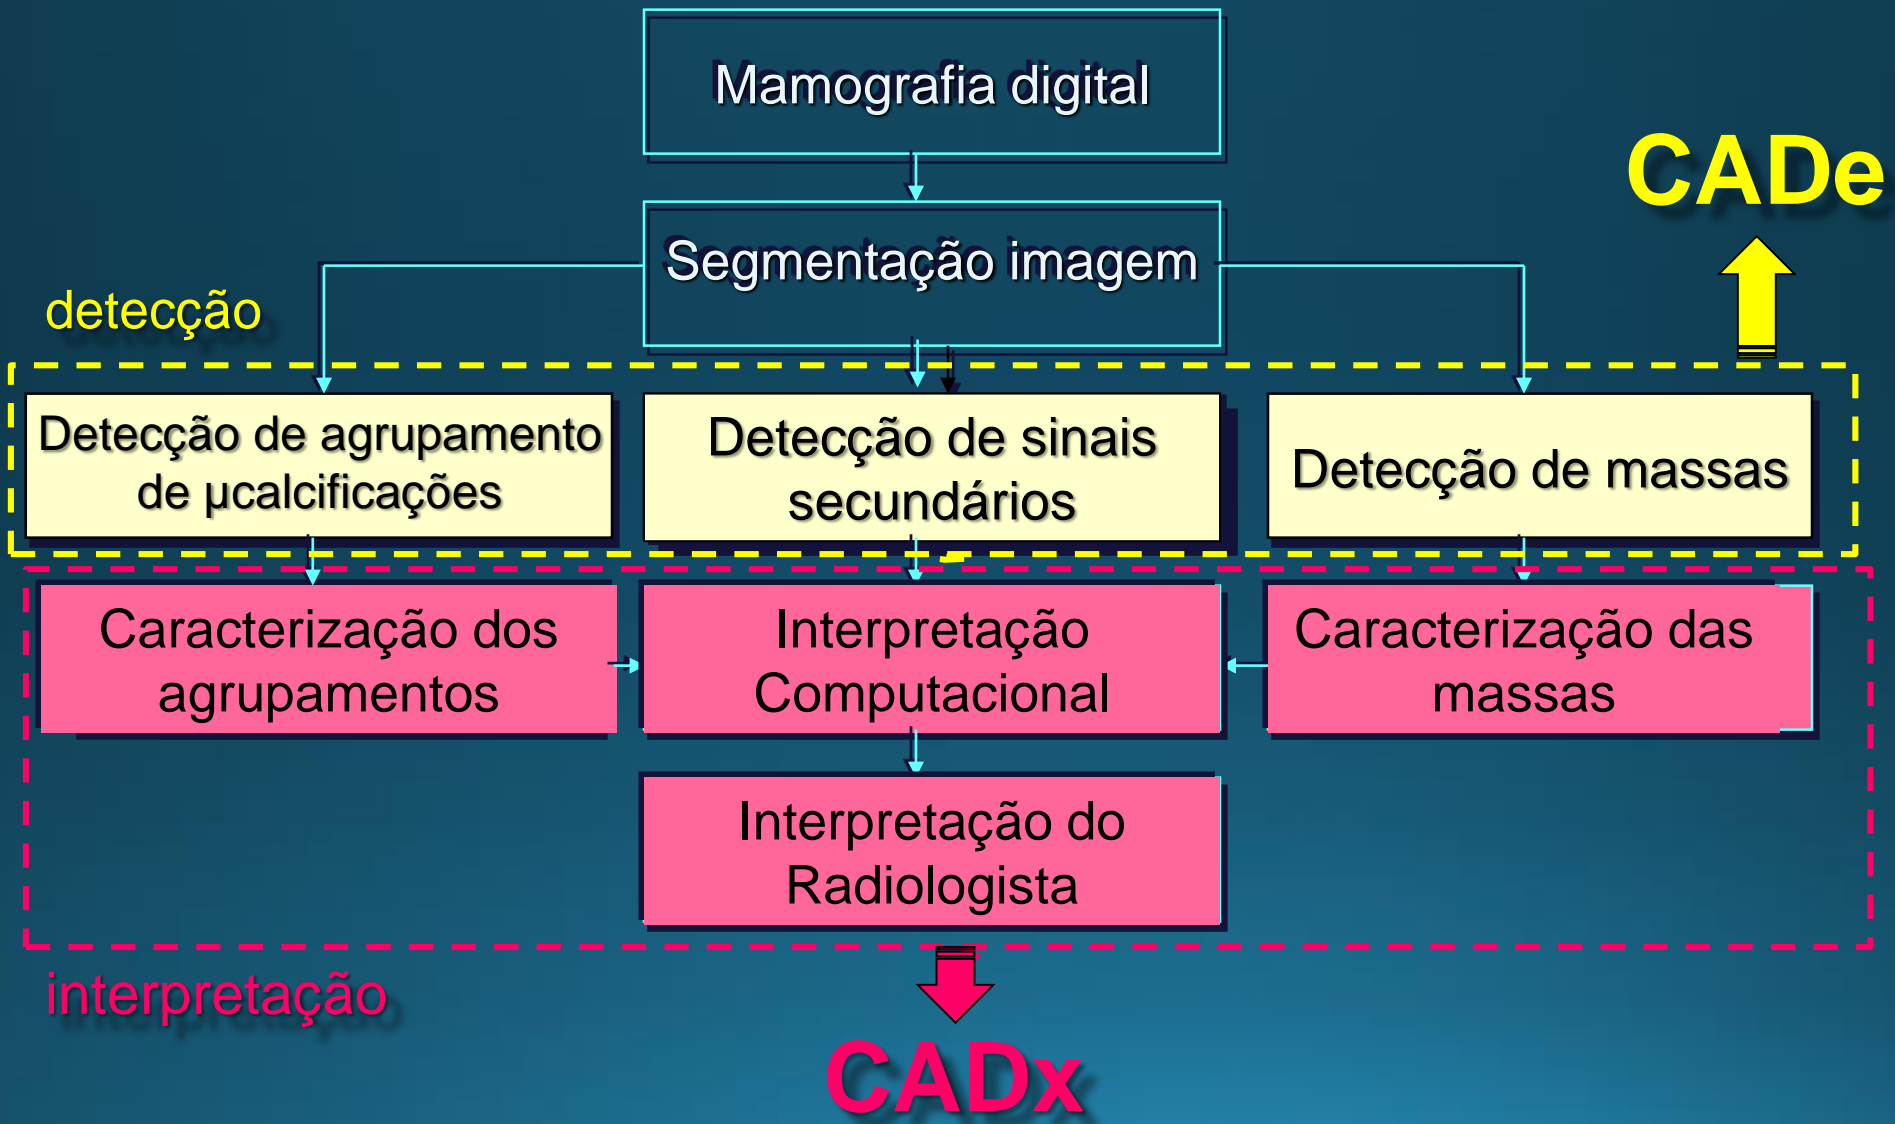 Mamografia digital
CADe
Segmentação imagem
detecção
Detecção de agrupamento
de µcalcificações
Detecção de sinais
secundários
Detecção de massas
Caracterização dos
agrupamentos
Interpretação
Computacional
Caracterização das
massas
Interpretação do
Radiologista
interpretação
CADx